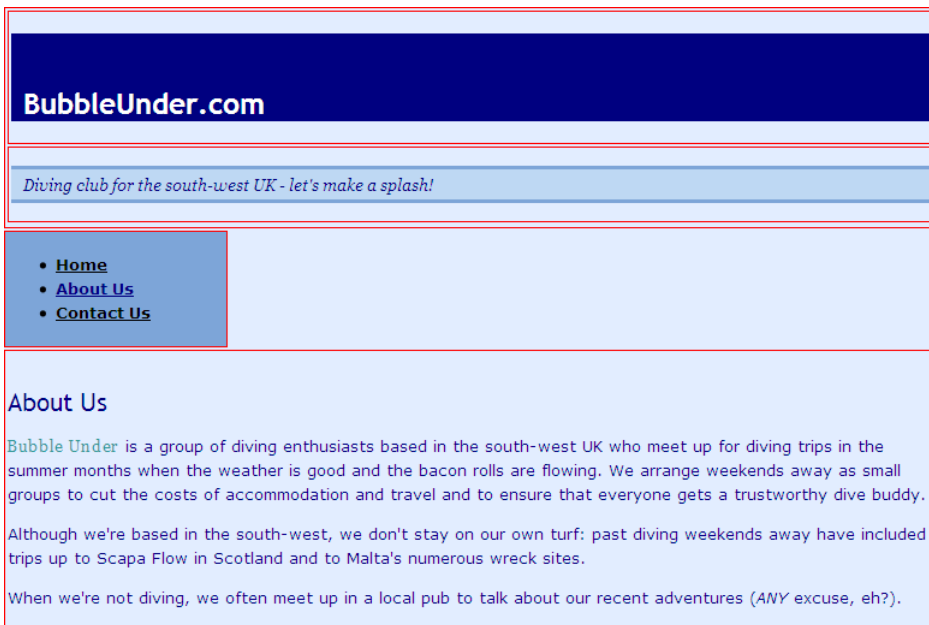 BubbleUnder.com
Diving club for the south-west UK - let's make a splash!
Home
About Us
Contact Us
About Us
Bubble Under is a group of diving enthusiasts based in the south-west UK who meet up for diving trips in the
summer months when the weather is good and the bacon rolls are flowing. We arrange weekends away as small
groups to cut the costs of accommodation and travel and to ensure that everyone gets a trustworthy dive buddy.
Although we're based in the south-west, we don't stay on our own turf: past diving weekends away have included
trips up to Scapa Flow in Scotland and to Malta's numerous wreck sites.
When we're not diving, we often meet up in a local pub to talk about our recent adventures (ANY excuse, eh?).